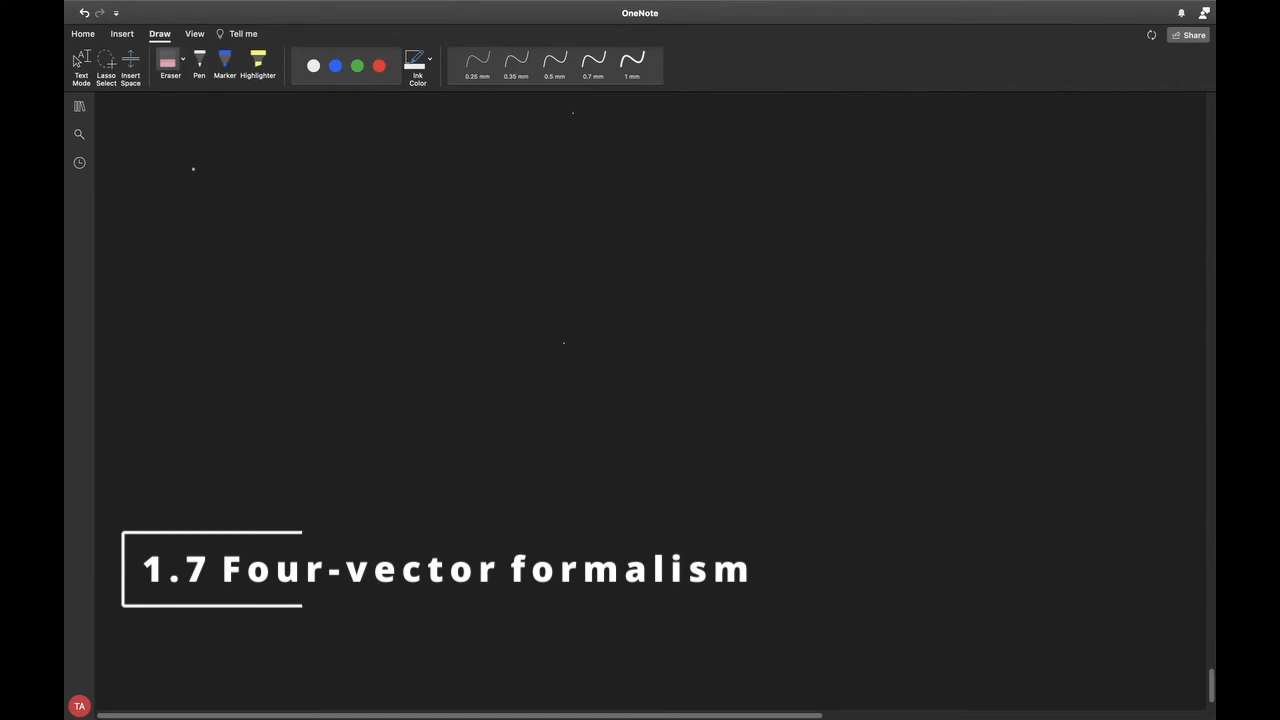 OneNote
Home Insert Draw View Tell me
Share
Text Mode
Lasso Select
Insert Space
Eraser
Pen
Marker
Highlighter
Ink Color
0.25 mm
0.35 mm
0.5 mm
0.7 mm
1 mm
1.7 Four-vector formalism
TA